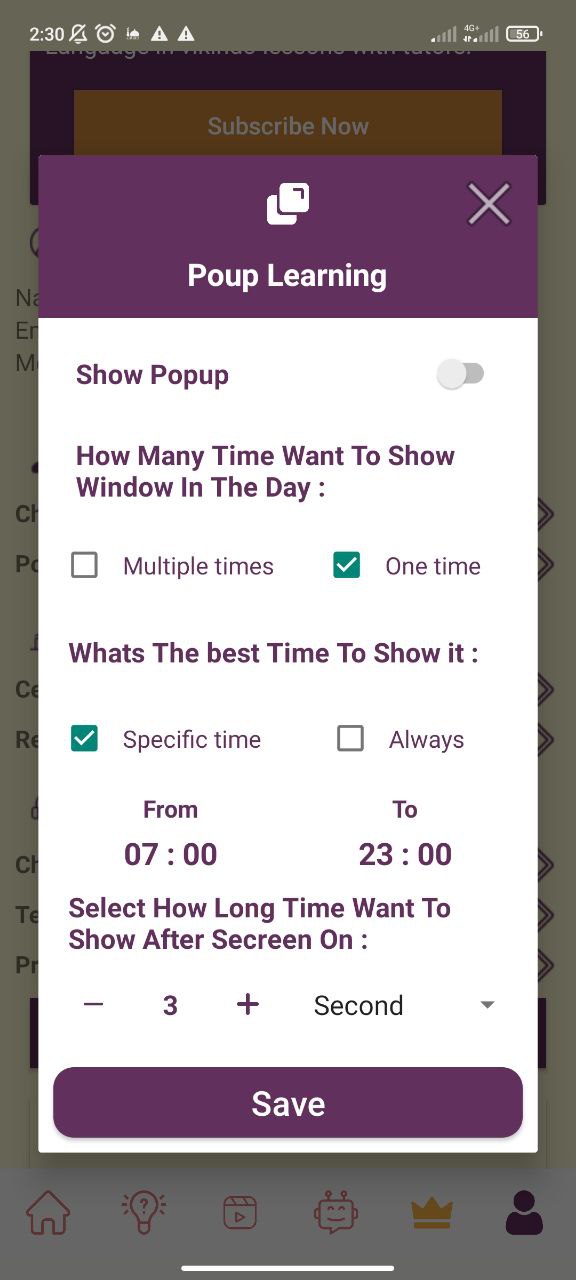 2:30
4G+
56
Language in vikindo lessons with tutors.
Subscribe Now
Poup Learning
Show Popup
How Many Time Want To Show
Window In The Day :
Multiple times
One time
Whats The best Time To Show it :
Specific time
Always
From
To
07 : 00
23 : 00
Select How Long Time Want To
Show After Secreen On :
3
Second
Save